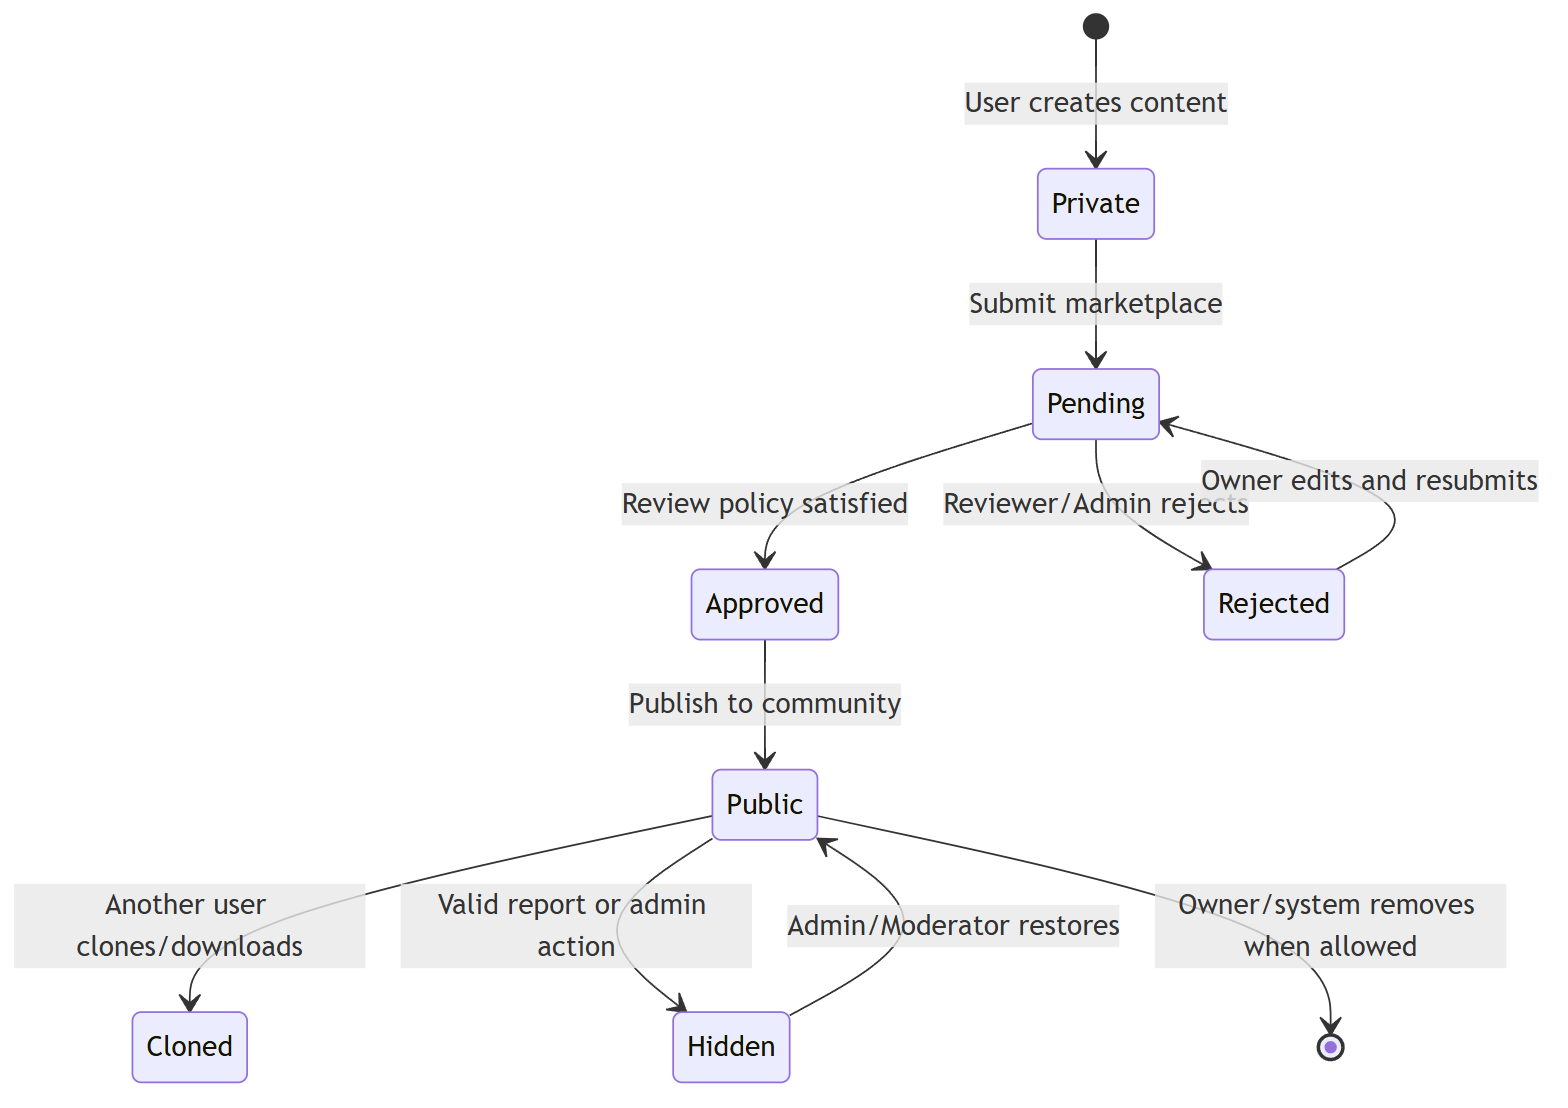 User creates content
Private
Submit marketplace
Pending
Owner edits and resubmits
Review policy satisfied
Reviewer/Admin rejects
Approved
Rejected
Publish to community
Public
Another user
clones/downloads
Valid report or admin
action
Admin/Moderator restores
Owner/system removes
when allowed
Cloned
Hidden